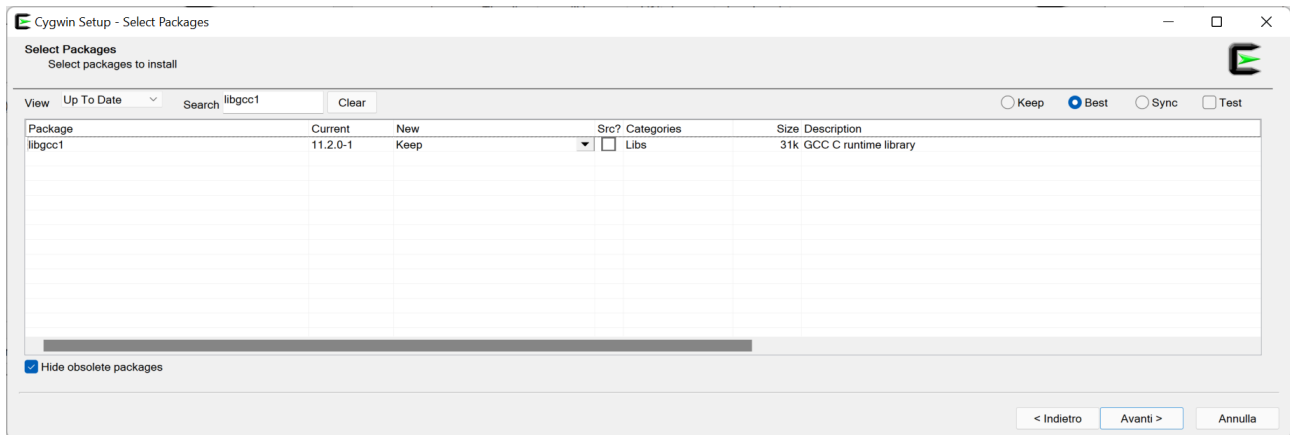 Cygwin Setup - Select Packages
Select Packages
Select packages to install
View Up To Date Search libgcc1 Clear Keep Best Sync Test
Package Current New Src? Categories Size Description
libgcc1 11.2.0-1 Keep Libs 31k GCC C runtime library
Hide obsolete packages
< Indietro Avanti > Annulla